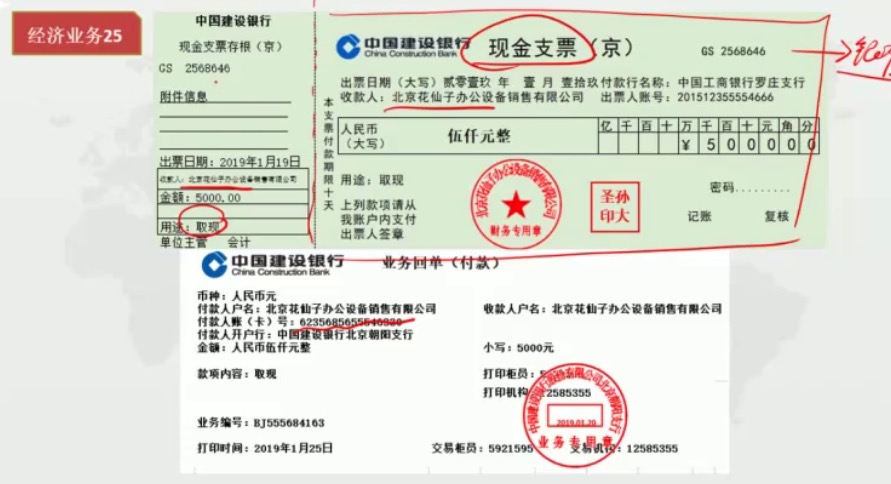 经济业务25
中国建设银行
现金支票存根(京)
GS 2568646
附件信息
出票日期:2019年1月19日
收款人:北京花仙子办公设备销售有限公司
金额:5000.00
用途:取现
单位主管 会计
本支票付款期限十天
中国建设银行 现金支票(京) GS 2568646
China Construction Bank
出票日期(大写)贰零壹玖 年 壹 月 壹拾玖 付款行名称:中国工商银行罗庄支行
收款人:北京花仙子办公设备销售有限公司 出票人账号:201512355554666
人民币(大写) 伍仟元整 亿千百十万千百十元角分
¥500000
用途:取现 密码.........
上列款项请从
我账户内支付 记账 复核
出票人签章
北京花仙子办公设备销售有限公司
财务专用章
圣孙
印大
中国建设银行 业务回单(付款)
China Construction Bank
币种:人民币元
付款人户名:北京花仙子办公设备销售有限公司 收款人户名:北京花仙子办公设备销售有限公司
付款人账(卡)号:
付款人开户行:中国建设银行北京朝阳支行
金额:人民币伍仟元整 小写:5000元
款项内容:取现 打印柜员:
打印机构: 12585355
业务编号:BJ555684163
打印时间:2019年1月25日 交易柜员:5921595 交易机构:12585355
中国建设银行股份有限公司北京朝阳支行
2019.01.20
业务专用章